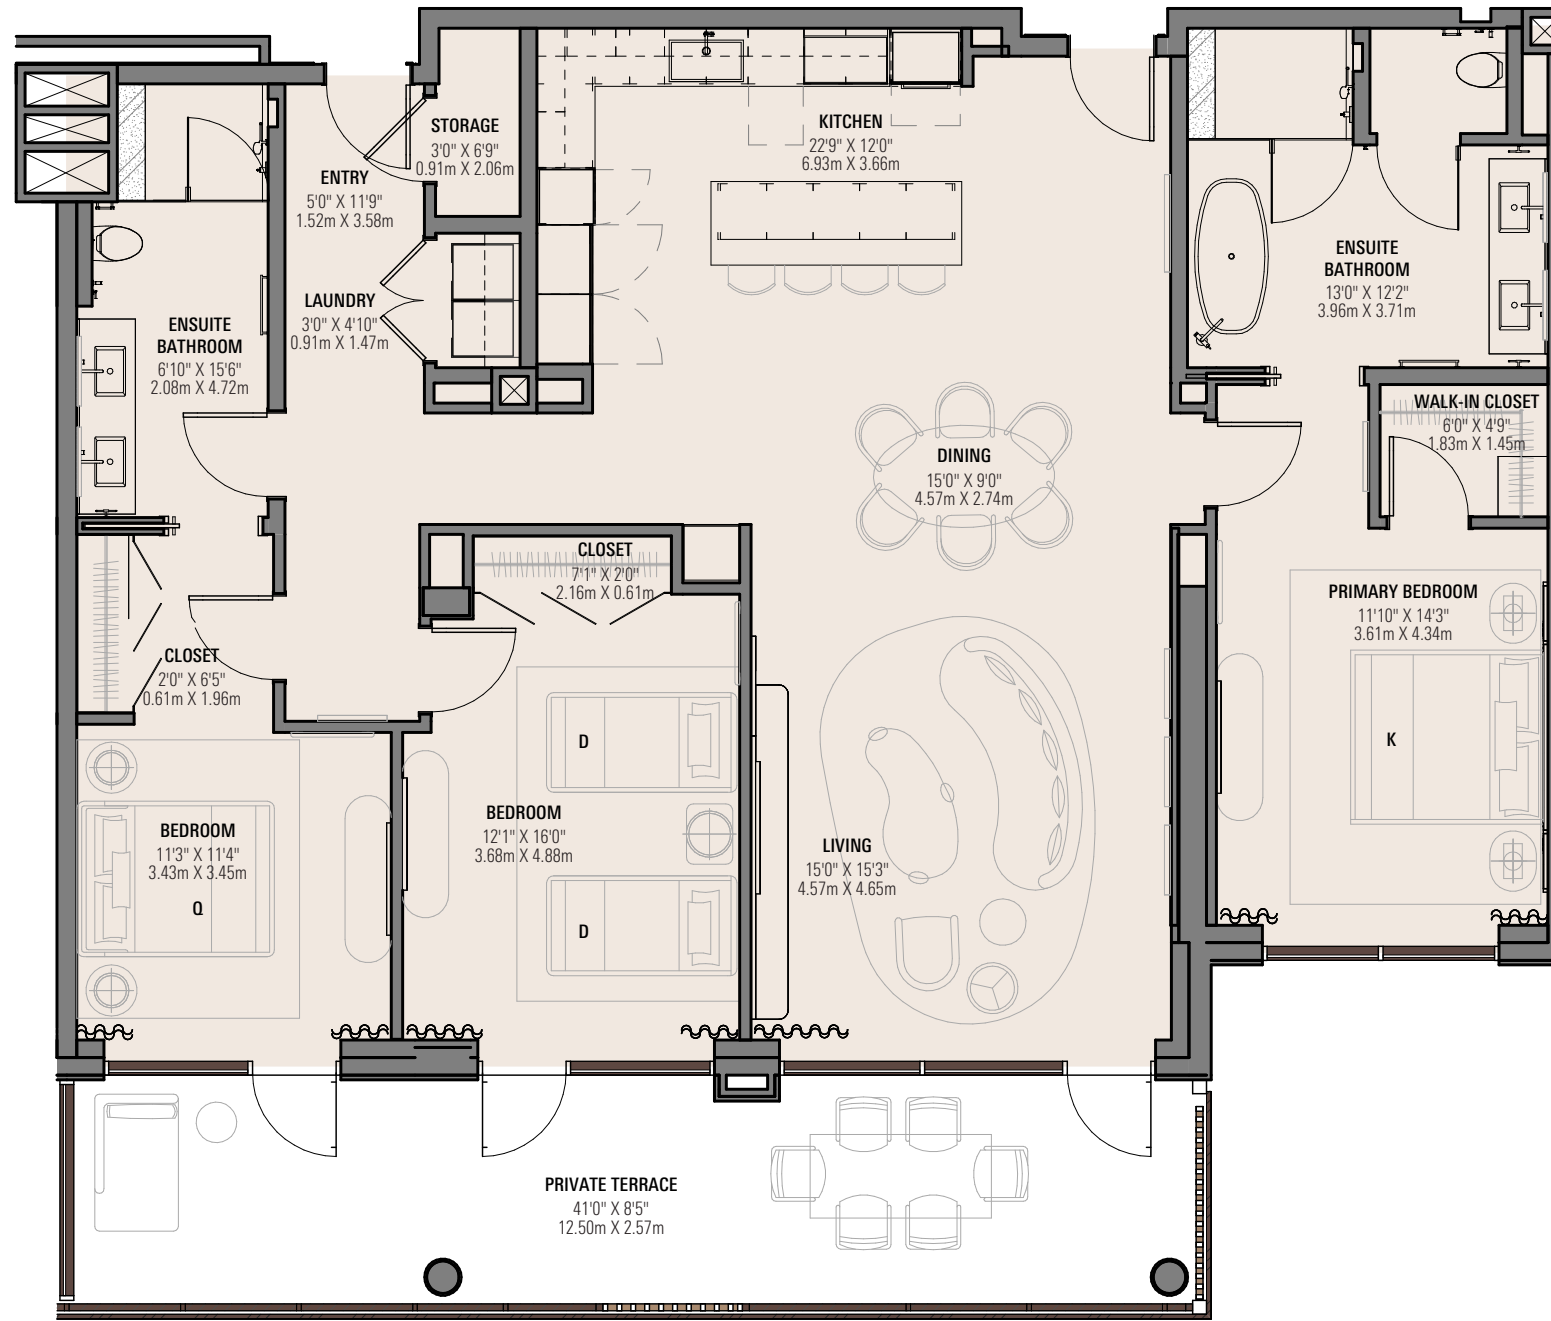 STORAGE
3'0" X 6'9"
0.91m X 2.06m
KITCHEN
22'9" X 12'0"
6.93m X 3.66m
ENTRY
5'0" X 11'9"
1.52m X 3.58m
ENSUITE
BATHROOM
13'0" X 12'2"
3.96m X 3.71m
LAUNDRY
3'0" X 4'10"
0.91m X 1.47m
ENSUITE
BATHROOM
6'10" X 15'6"
2.08m X 4.72m
WALK-IN CLOSET
6'0" X 4'9"
1.83m X 1.45m
DINING
15'0" X 9'0"
4.57m X 2.74m
CLOSET
7'1" X 2'0"
2.16m X 0.61m
PRIMARY BEDROOM
11'10" X 14'3"
3.61m X 4.34m
CLOSET
2'0" X 6'5"
0.61m X 1.96m
D
K
BEDROOM
12'1" X 16'0"
3.68m X 4.88m
BEDROOM
11'3" X 11'4"
3.43m X 3.45m
Q
LIVING
15'0" X 15'3"
4.57m X 4.65m
D
PRIVATE TERRACE
41'0" X 8'5"
12.50m X 2.57m